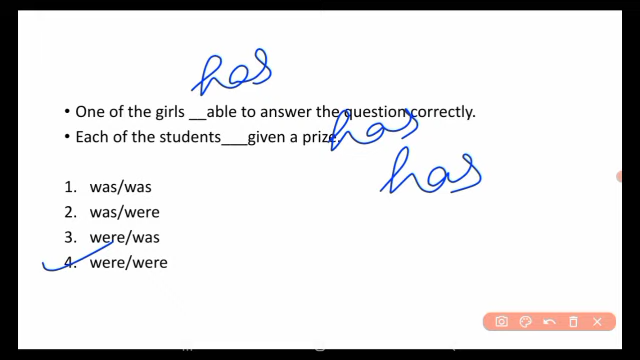 has
• One of the girls __able to answer the question correctly.
has
• Each of the students___given a prize.
has
1. was/was
2. was/were
3. were/was
4. were/were